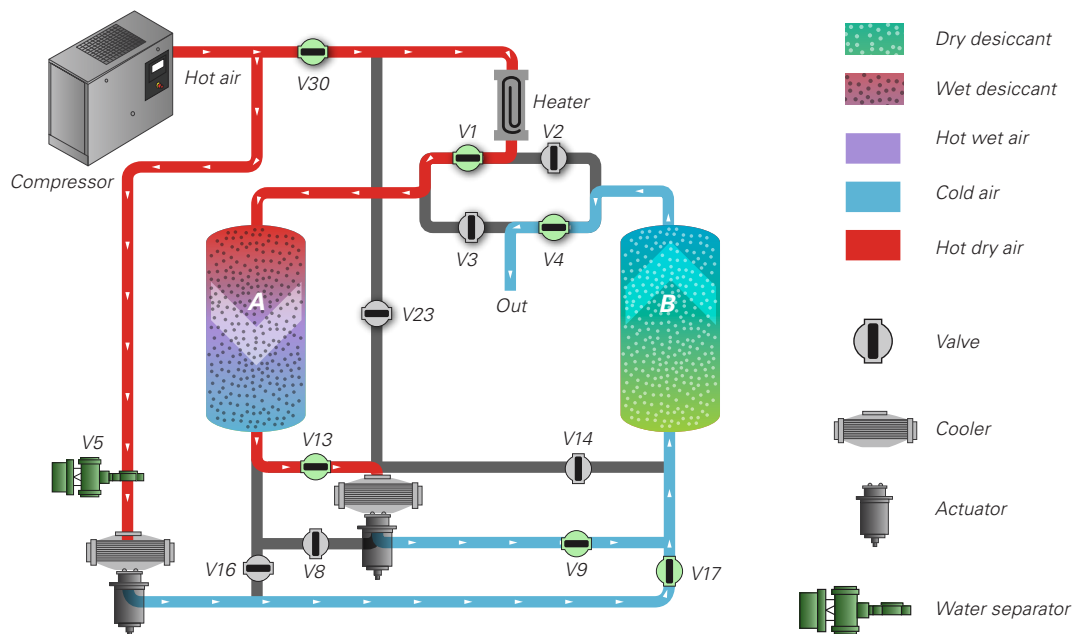 Hot air
V30
Compressor
Heater
V1
V2
V3
V4
Out
A
B
V23
V5
V13
V14
V16
V8
V9
V17
Dry desiccant
Wet desiccant
Hot wet air
Cold air
Hot dry air
Valve
Cooler
Actuator
Water separator